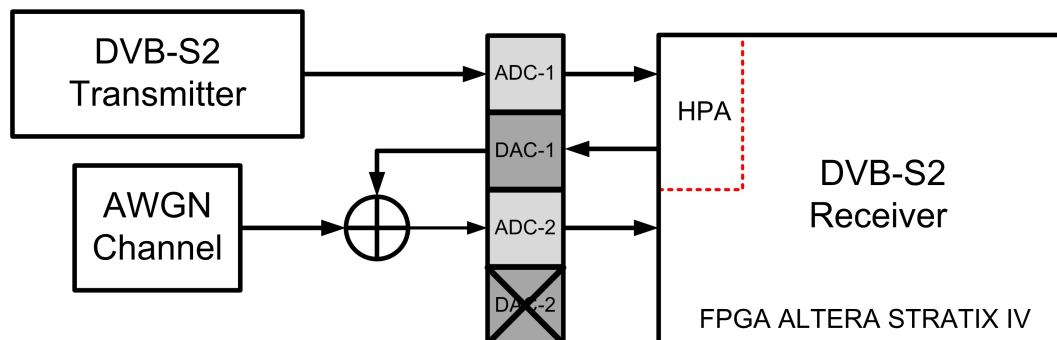 DVB-S2
Transmitter
ADC-1
HPA
DAC-1
DVB-S2
Receiver
AWGN
Channel
ADC-2
DAC-2
FPGA ALTERA STRATIX IV